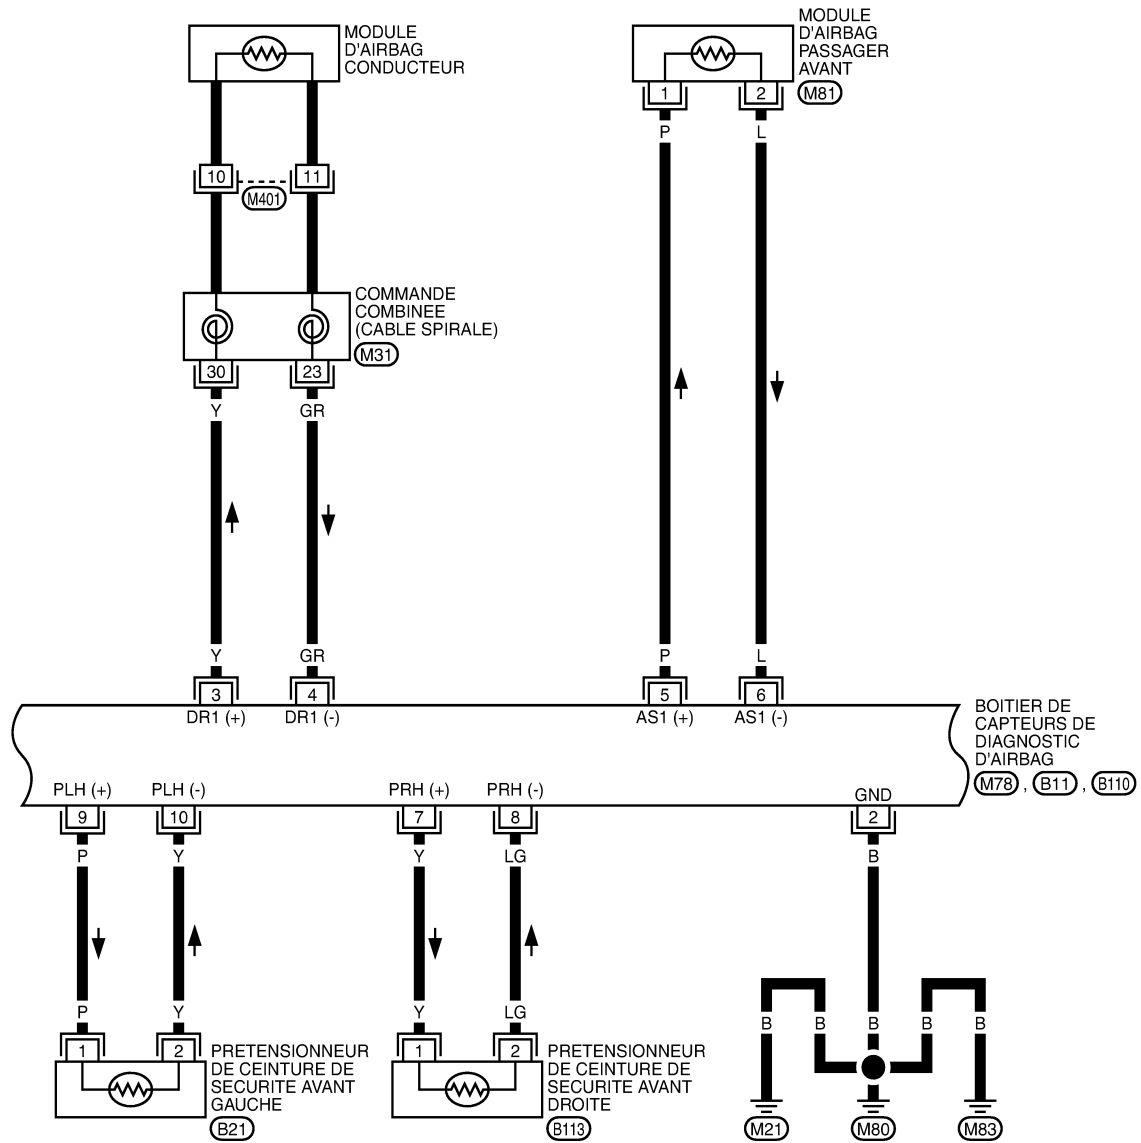 MODULE
D'AIRBAG
CONDUCTEUR
MODULE
D'AIRBAG
PASSAGER
AVANT
M81
1
2
P
L
10
11
M401
COMMANDE
COMBINEE
(CABLE SPIRALE)
M31
30
23
Y
GR
Y
GR
P
L
3
4
5
6
DR1 (+)
DR1 (-)
AS1 (+)
AS1 (-)
BOITIER DE
CAPTEURS DE
DIAGNOSTIC
D'AIRBAG
M78 , B11 , B110
PLH (+)
PLH (-)
PRH (+)
PRH (-)
GND
9
10
7
8
2
P
Y
Y
LG
B
P
Y
Y
LG
B
B
B
B
B
1
2
PRETENSIONNEUR
DE CEINTURE DE
SECURITE AVANT
GAUCHE
B21
1
2
PRETENSIONNEUR
DE CEINTURE DE
SECURITE AVANT
DROITE
B113
M21
M80
M83